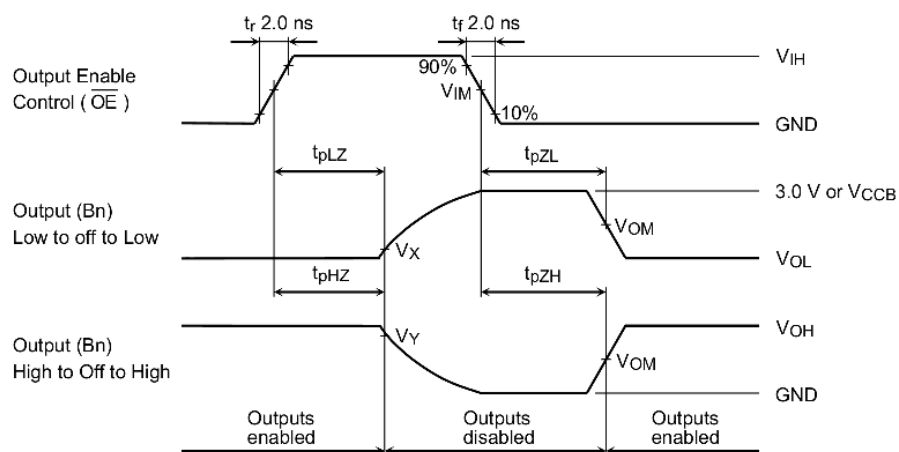 tr 2.0 ns
tf 2.0 ns
Output Enable
Control ( O̅E̅ )
90%
VIM
10%
VIH
GND
tpLZ
tpZL
Output (Bn)
Low to off to Low
VX
3.0 V or VCCB
VOM
VOL
tpHZ
tpZH
Output (Bn)
High to Off to High
VY
VOH
VOM
GND
Outputs
enabled
Outputs
disabled
Outputs
enabled